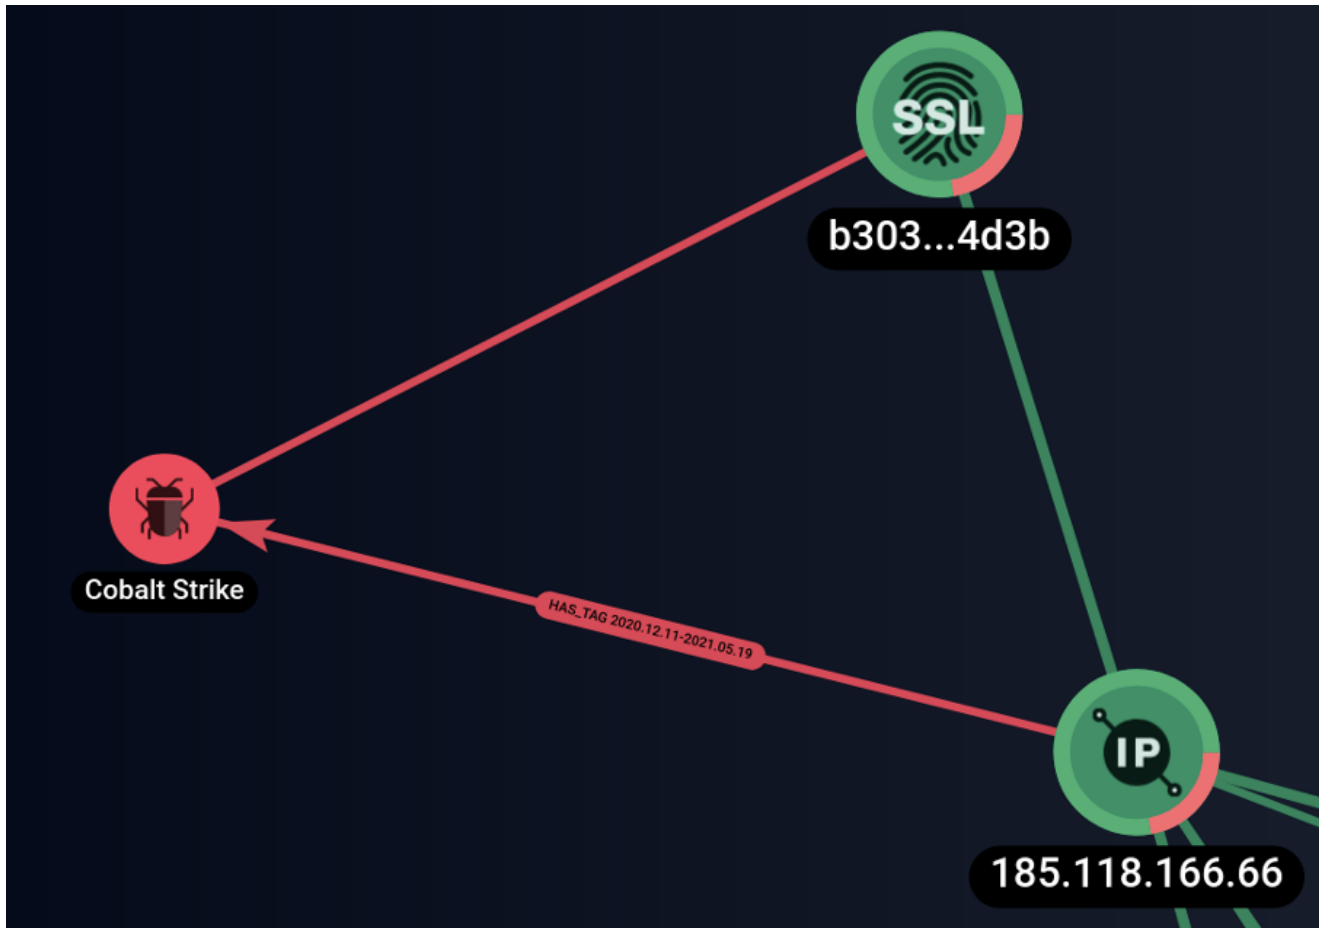 SSL
b303...4d3b
Cobalt Strike
HAS_TAG 2020.12.11-2021.05.19
IP
185.118.166.66